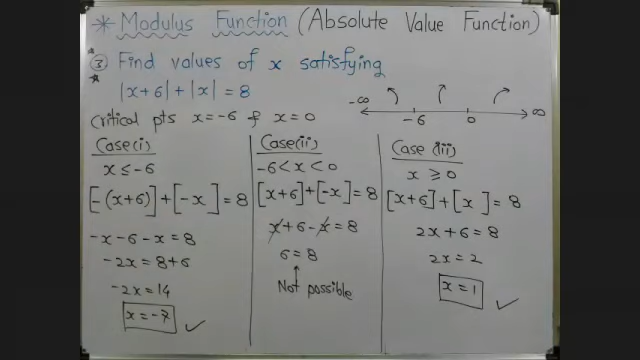 * Modulus Function (Absolute Value Function)
③ Find values of x satisfying
|x+6|+|x|=8
-∞ -6 0 ∞
Critical pts x=-6 & x=0
Case(i)
x≤-6
[-(x+6)]+[-x]=8
-x-6-x=8
-2x=8+6
-2x=14
x=-7 ✓
Case(ii)
-6<x<0
[x+6]+[-x]=8
x+6-x=8
6=8
↑
Not possible
Case (iii)
x≥0
[x+6]+[x]=8
2x+6=8
2x=2
x=1 ✓